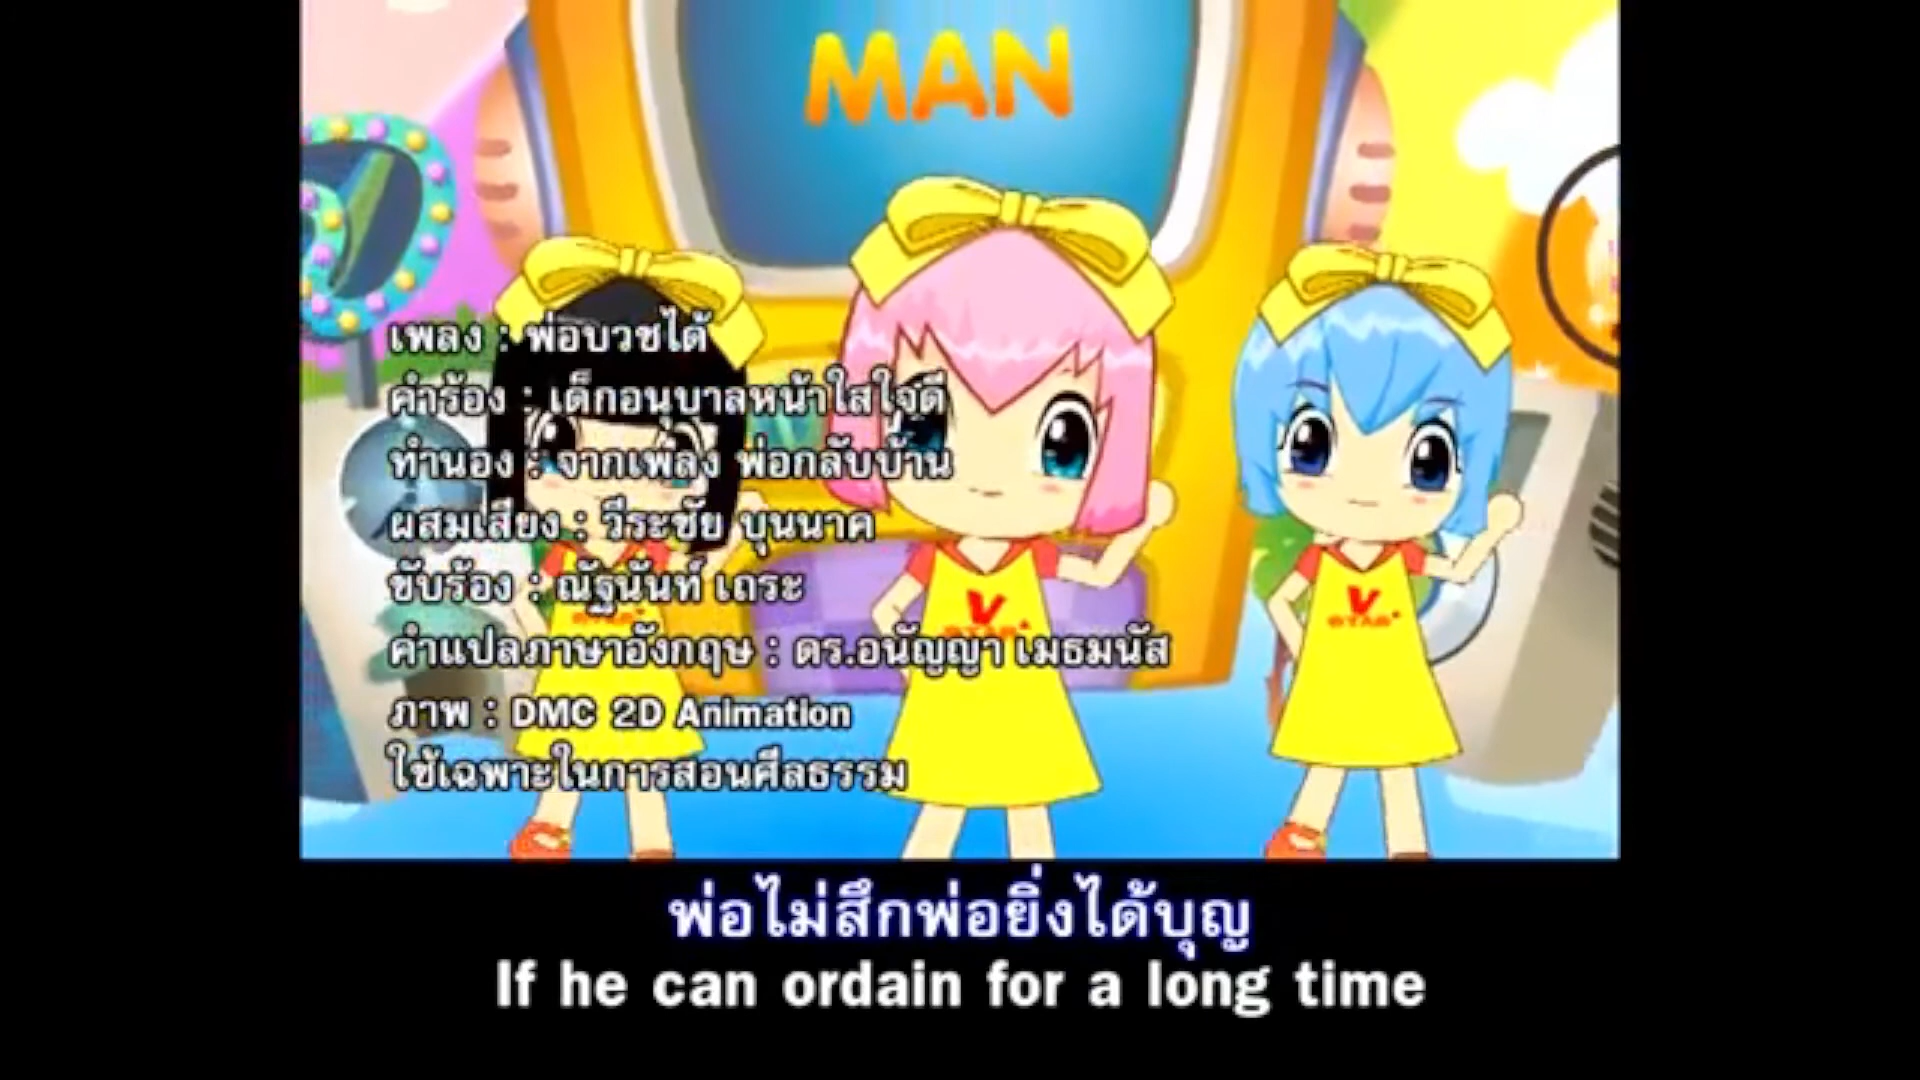 MAN
เพลง : พ่อบวชได้
คำร้อง : เด็กอนุบาลหน้าใสใจดี
ทำนอง : จากเพลง พ่อกลับบ้าน
ผสมเสียง : วีระชัย บุนนาค
ขับร้อง : ณัฐนันท์ เถระ
คำแปลภาษาอังกฤษ : ดร.อนัญญา เมธมนัส
ภาพ : DMC 2D Animation
ใช้เฉพาะในการสอนศีลธรรม
V
STAR
V
STAR
STAR
พ่อไม่สึกพ่อยิ่งได้บุญ
If he can ordain for a long time